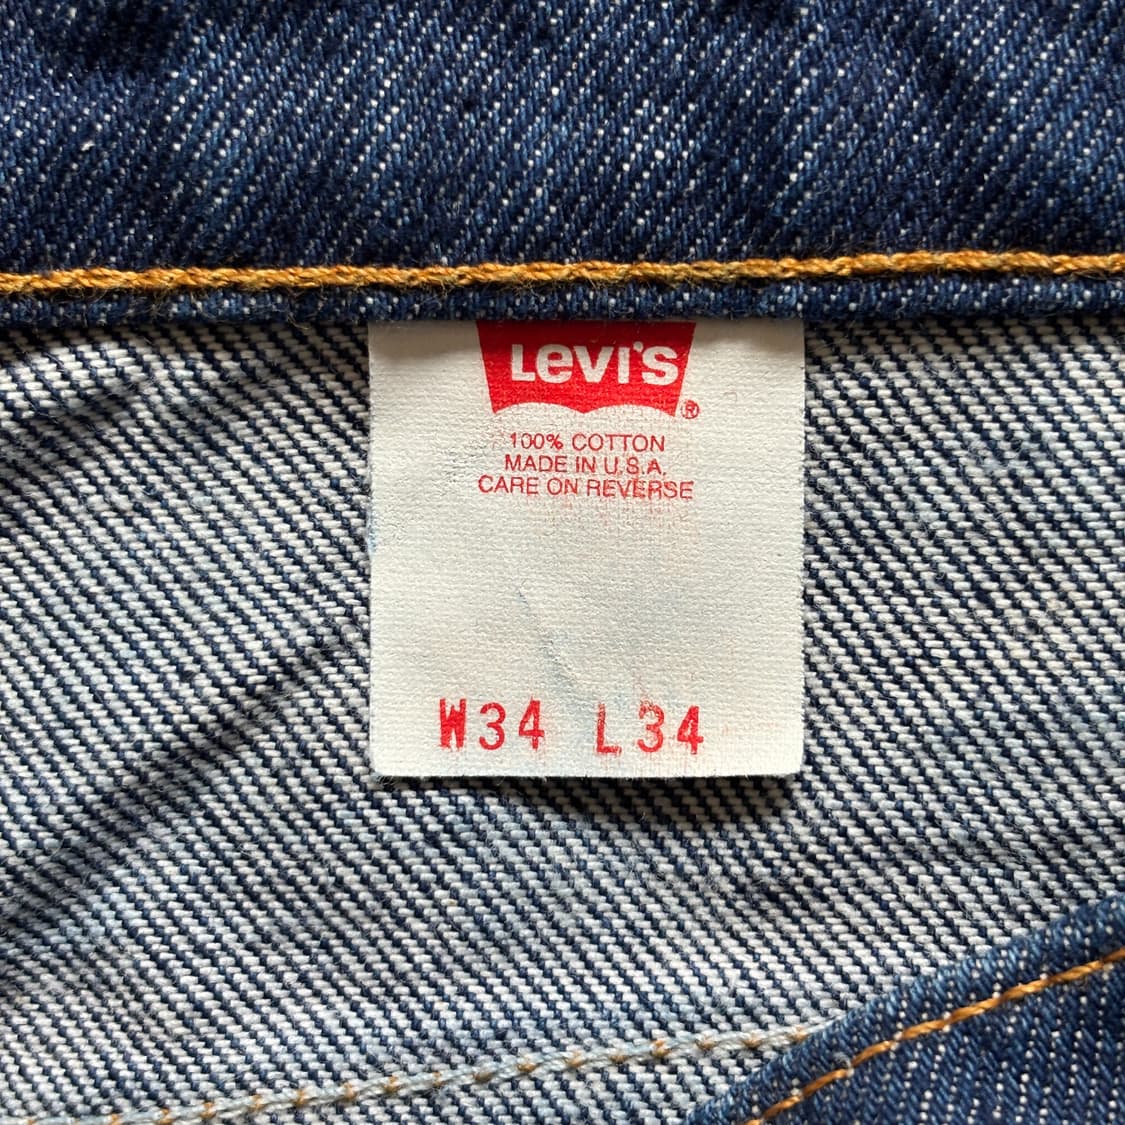 LEVI'S
®
100% COTTON
MADE IN U.S.A.
CARE ON REVERSE
W34 L34